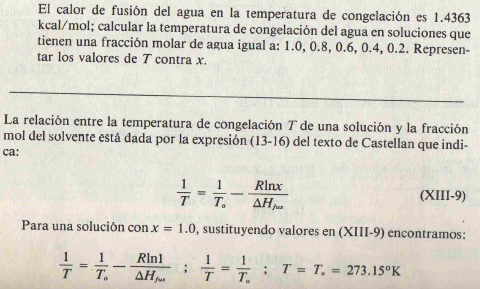 El calor de fusión del agua en la temperatura de congelación es 1.4363
kcal/mol; calcular la temperatura de congelación del agua en soluciones que
tienen una fracción molar de agua igual a: 1.0, 0.8, 0.6, 0.4, 0.2. Represen-
tar los valores de T contra x.
La relación entre la temperatura de congelación T de una solución y la fracción
mol del solvente está dada por la expresión (13-16) del texto de Castellan que indi-
ca:
1/T = 1/T₀ − Rlnx/ΔH_fus (XIII-9)
Para una solución con x = 1.0, sustituyendo valores en (XIII-9) encontramos:
1/T = 1/T₀ − Rln1/ΔH_fus ; 1/T = 1/T₀ ; T = T₀ = 273.15°K